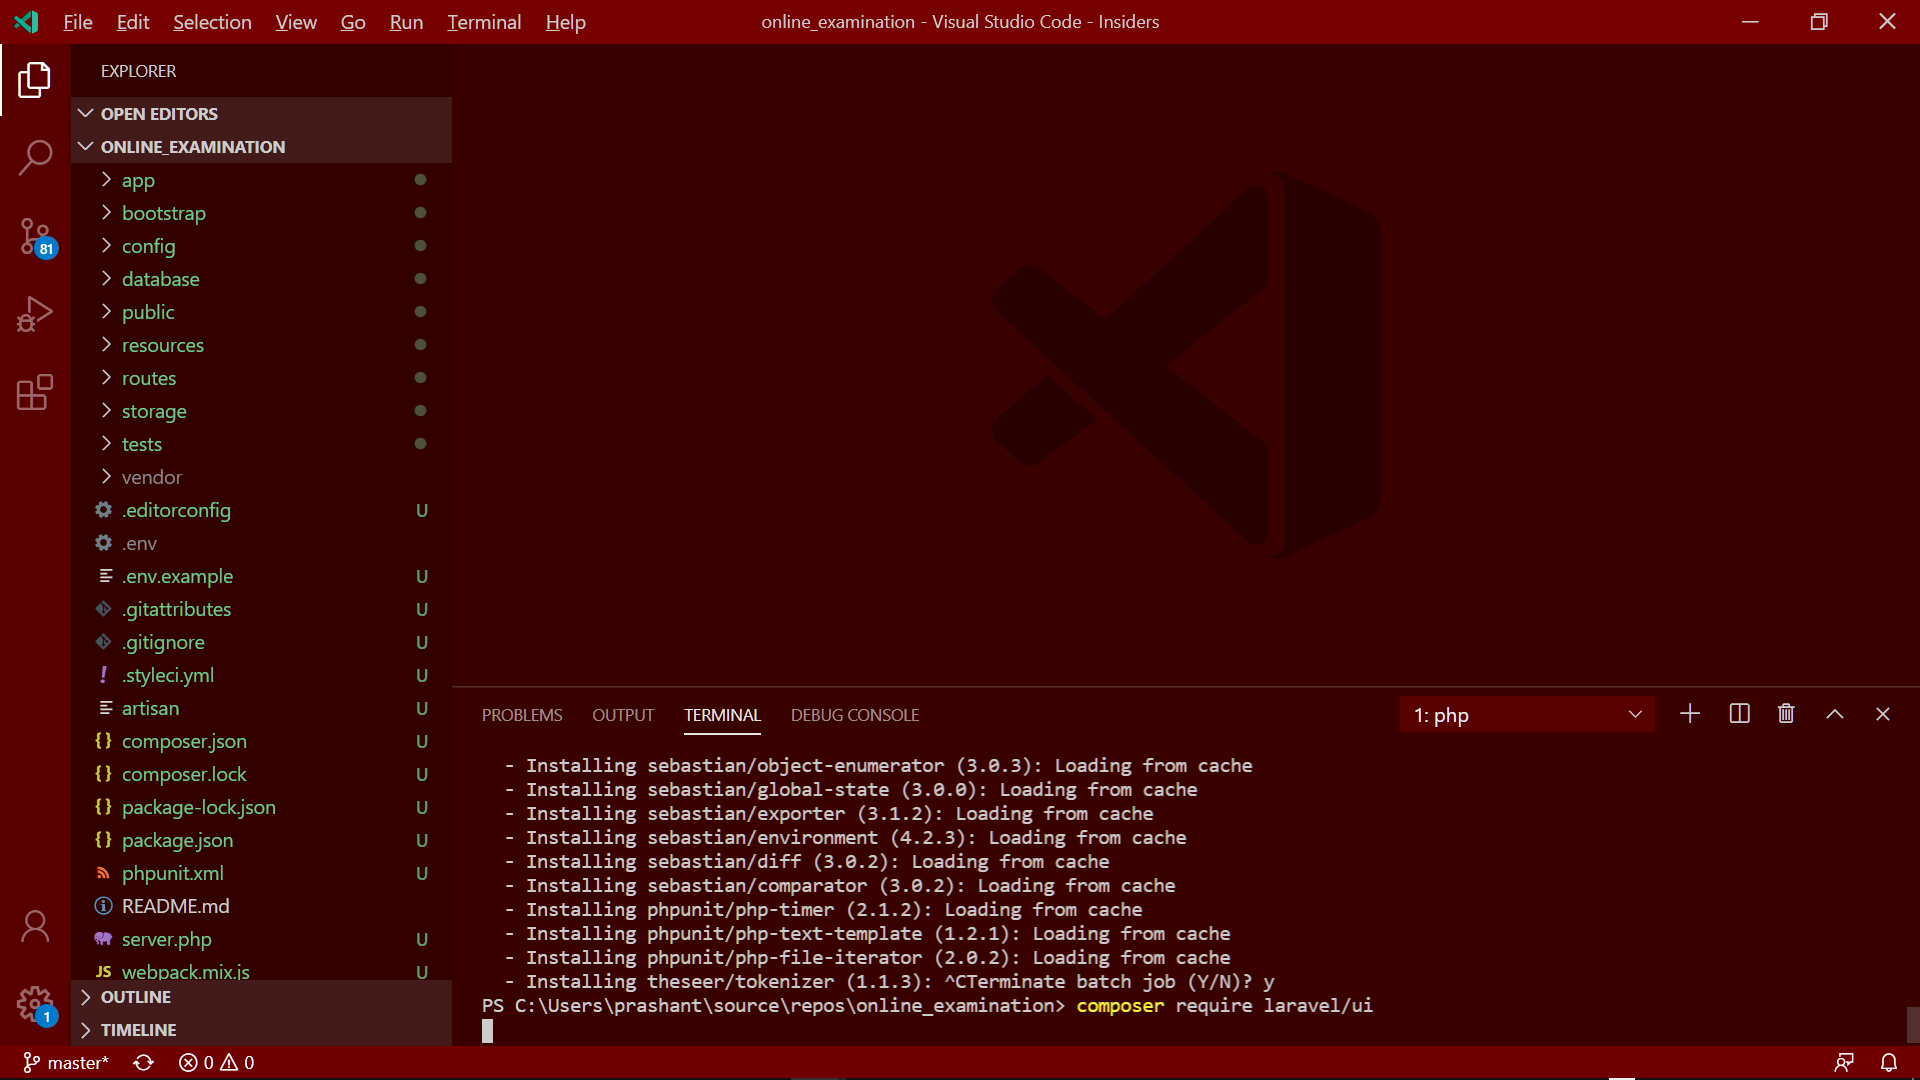 File Edit Selection View Go Run Terminal Help
online_examination - Visual Studio Code - Insiders
EXPLORER
OPEN EDITORS
ONLINE_EXAMINATION
app
bootstrap
81
config
database
public
resources
routes
storage
tests
vendor
.editorconfig U
.env
.env.example U
.gitattributes U
.gitignore U
.styleci.yml U
artisan U
composer.json U
composer.lock U
package-lock.json U
package.json U
phpunit.xml U
README.md
server.php U
JS webpack.mix.js U
OUTLINE
1
TIMELINE
PROBLEMS OUTPUT TERMINAL DEBUG CONSOLE
1: php
- Installing sebastian/object-enumerator (3.0.3): Loading from cache
- Installing sebastian/global-state (3.0.0): Loading from cache
- Installing sebastian/exporter (3.1.2): Loading from cache
- Installing sebastian/environment (4.2.3): Loading from cache
- Installing sebastian/diff (3.0.2): Loading from cache
- Installing sebastian/comparator (3.0.2): Loading from cache
- Installing phpunit/php-timer (2.1.2): Loading from cache
- Installing phpunit/php-text-template (1.2.1): Loading from cache
- Installing phpunit/php-file-iterator (2.0.2): Loading from cache
- Installing theseer/tokenizer (1.1.3): ^CTerminate batch job (Y/N)? y
PS C:\Users\prashant\source\repos\online_examination> composer require laravel/ui
master* 0 0